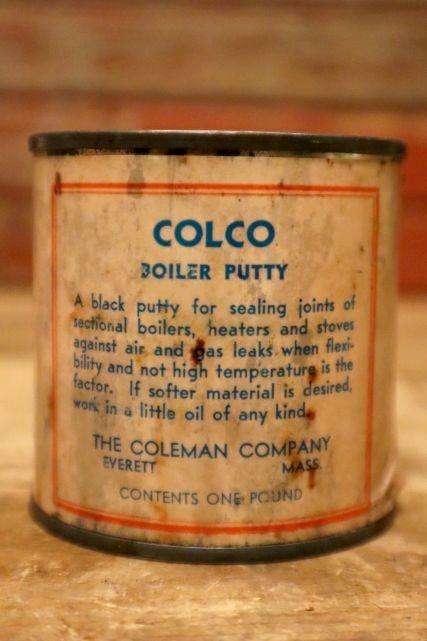 COLCO
BOILER PUTTY
A black putty for sealing joints of
sectional boilers, heaters and stoves
against air and gas leaks when flexi-
bility and not high temperature is the
factor. If softer material is desired,
work in a little oil of any kind.
THE COLEMAN COMPANY
EVERETT MASS.
CONTENTS ONE POUND